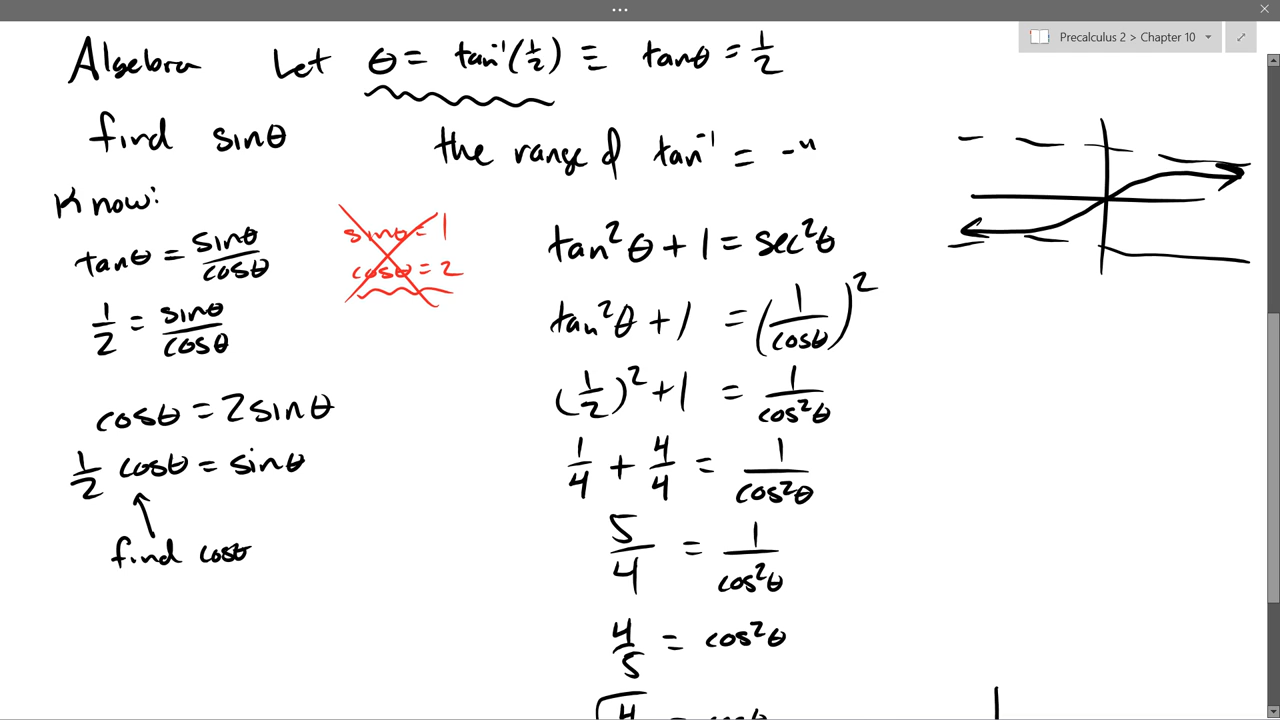 Precalculus 2 > Chapter 10
Algebra Let θ = tan⁻¹(1/2) ≡ tanθ = 1/2
find sinθ
the range of tan⁻¹ = -π
Know:
tanθ = sinθ/cosθ
1/2 = sinθ/cosθ
cosθ = 2sinθ
1/2 cosθ = sinθ
find cosθ
sinθ = 1
cosθ = 2
tan²θ + 1 = sec²θ
tan²θ + 1 = (1/cosθ)²
(1/2)² + 1 = 1/cos²θ
1/4 + 4/4 = 1/cos²θ
5/4 = 1/cos²θ
4/5 = cos²θ